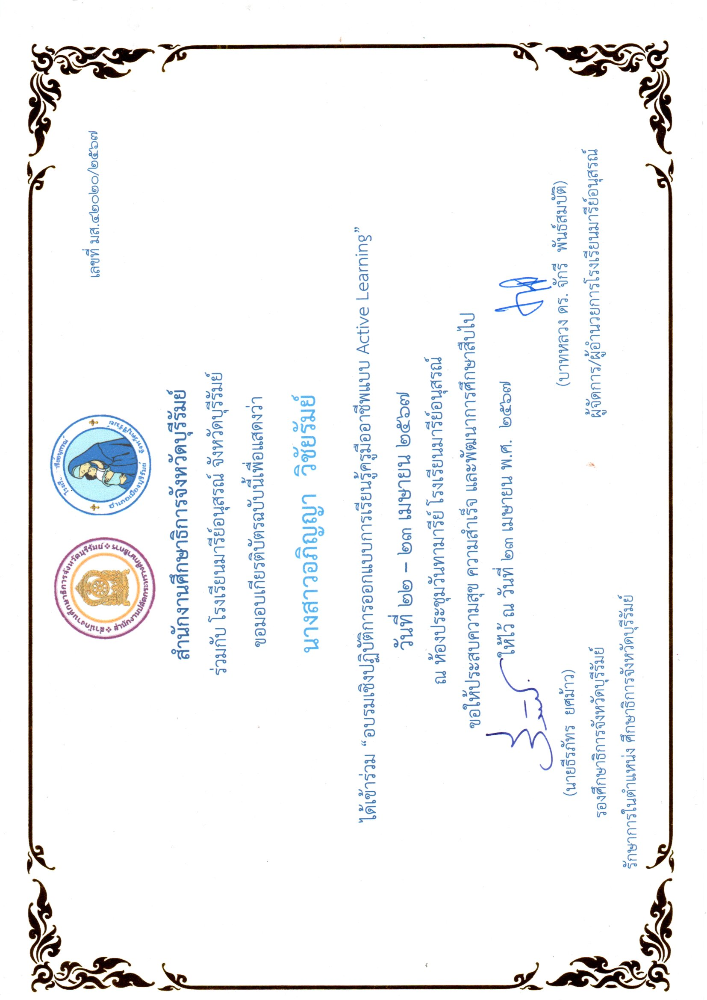 เลขที่ มส.๔๒๐๒๐/๒๕๖๗
สำนักงานศึกษาธิการจังหวัดบุรีรัมย์ ❖ สำนักงานปลัดกระทรวงศึกษาธิการ ❖
อำเภอเมืองบุรีรัมย์ จังหวัดบุรีรัมย์
สำนักงานศึกษาธิการจังหวัดบุรีรัมย์
ร่วมกับ โรงเรียนมารีย์อนุสรณ์ จังหวัดบุรีรัมย์
ขอมอบเกียรติบัตรฉบับนี้เพื่อแสดงว่า
นางสาวอภิญญา วิชัยรัมย์
ได้เข้าร่วม “อบรมเชิงปฏิบัติการออกแบบการเรียนรู้ครูมืออาชีพแบบ Active Learning”
วันที่ ๒๒ – ๒๓ เมษายน ๒๕๖๗
ณ ห้องประชุมวันทามารีย์ โรงเรียนมารีย์อนุสรณ์
ขอให้ประสบความสุข ความสำเร็จ และพัฒนาการศึกษาสืบไป
ให้ไว้ ณ วันที่ ๒๓ เมษายน พ.ศ. ๒๕๖๗
(นายธีรภัทร ยศม้าว)
รองศึกษาธิการจังหวัดบุรีรัมย์
รักษาการในตำแหน่ง ศึกษาธิการจังหวัดบุรีรัมย์
(บาทหลวง ดร. จักรี พันธ์สมบัติ)
ผู้จัดการ/ผู้อำนวยการโรงเรียนมารีย์อนุสรณ์